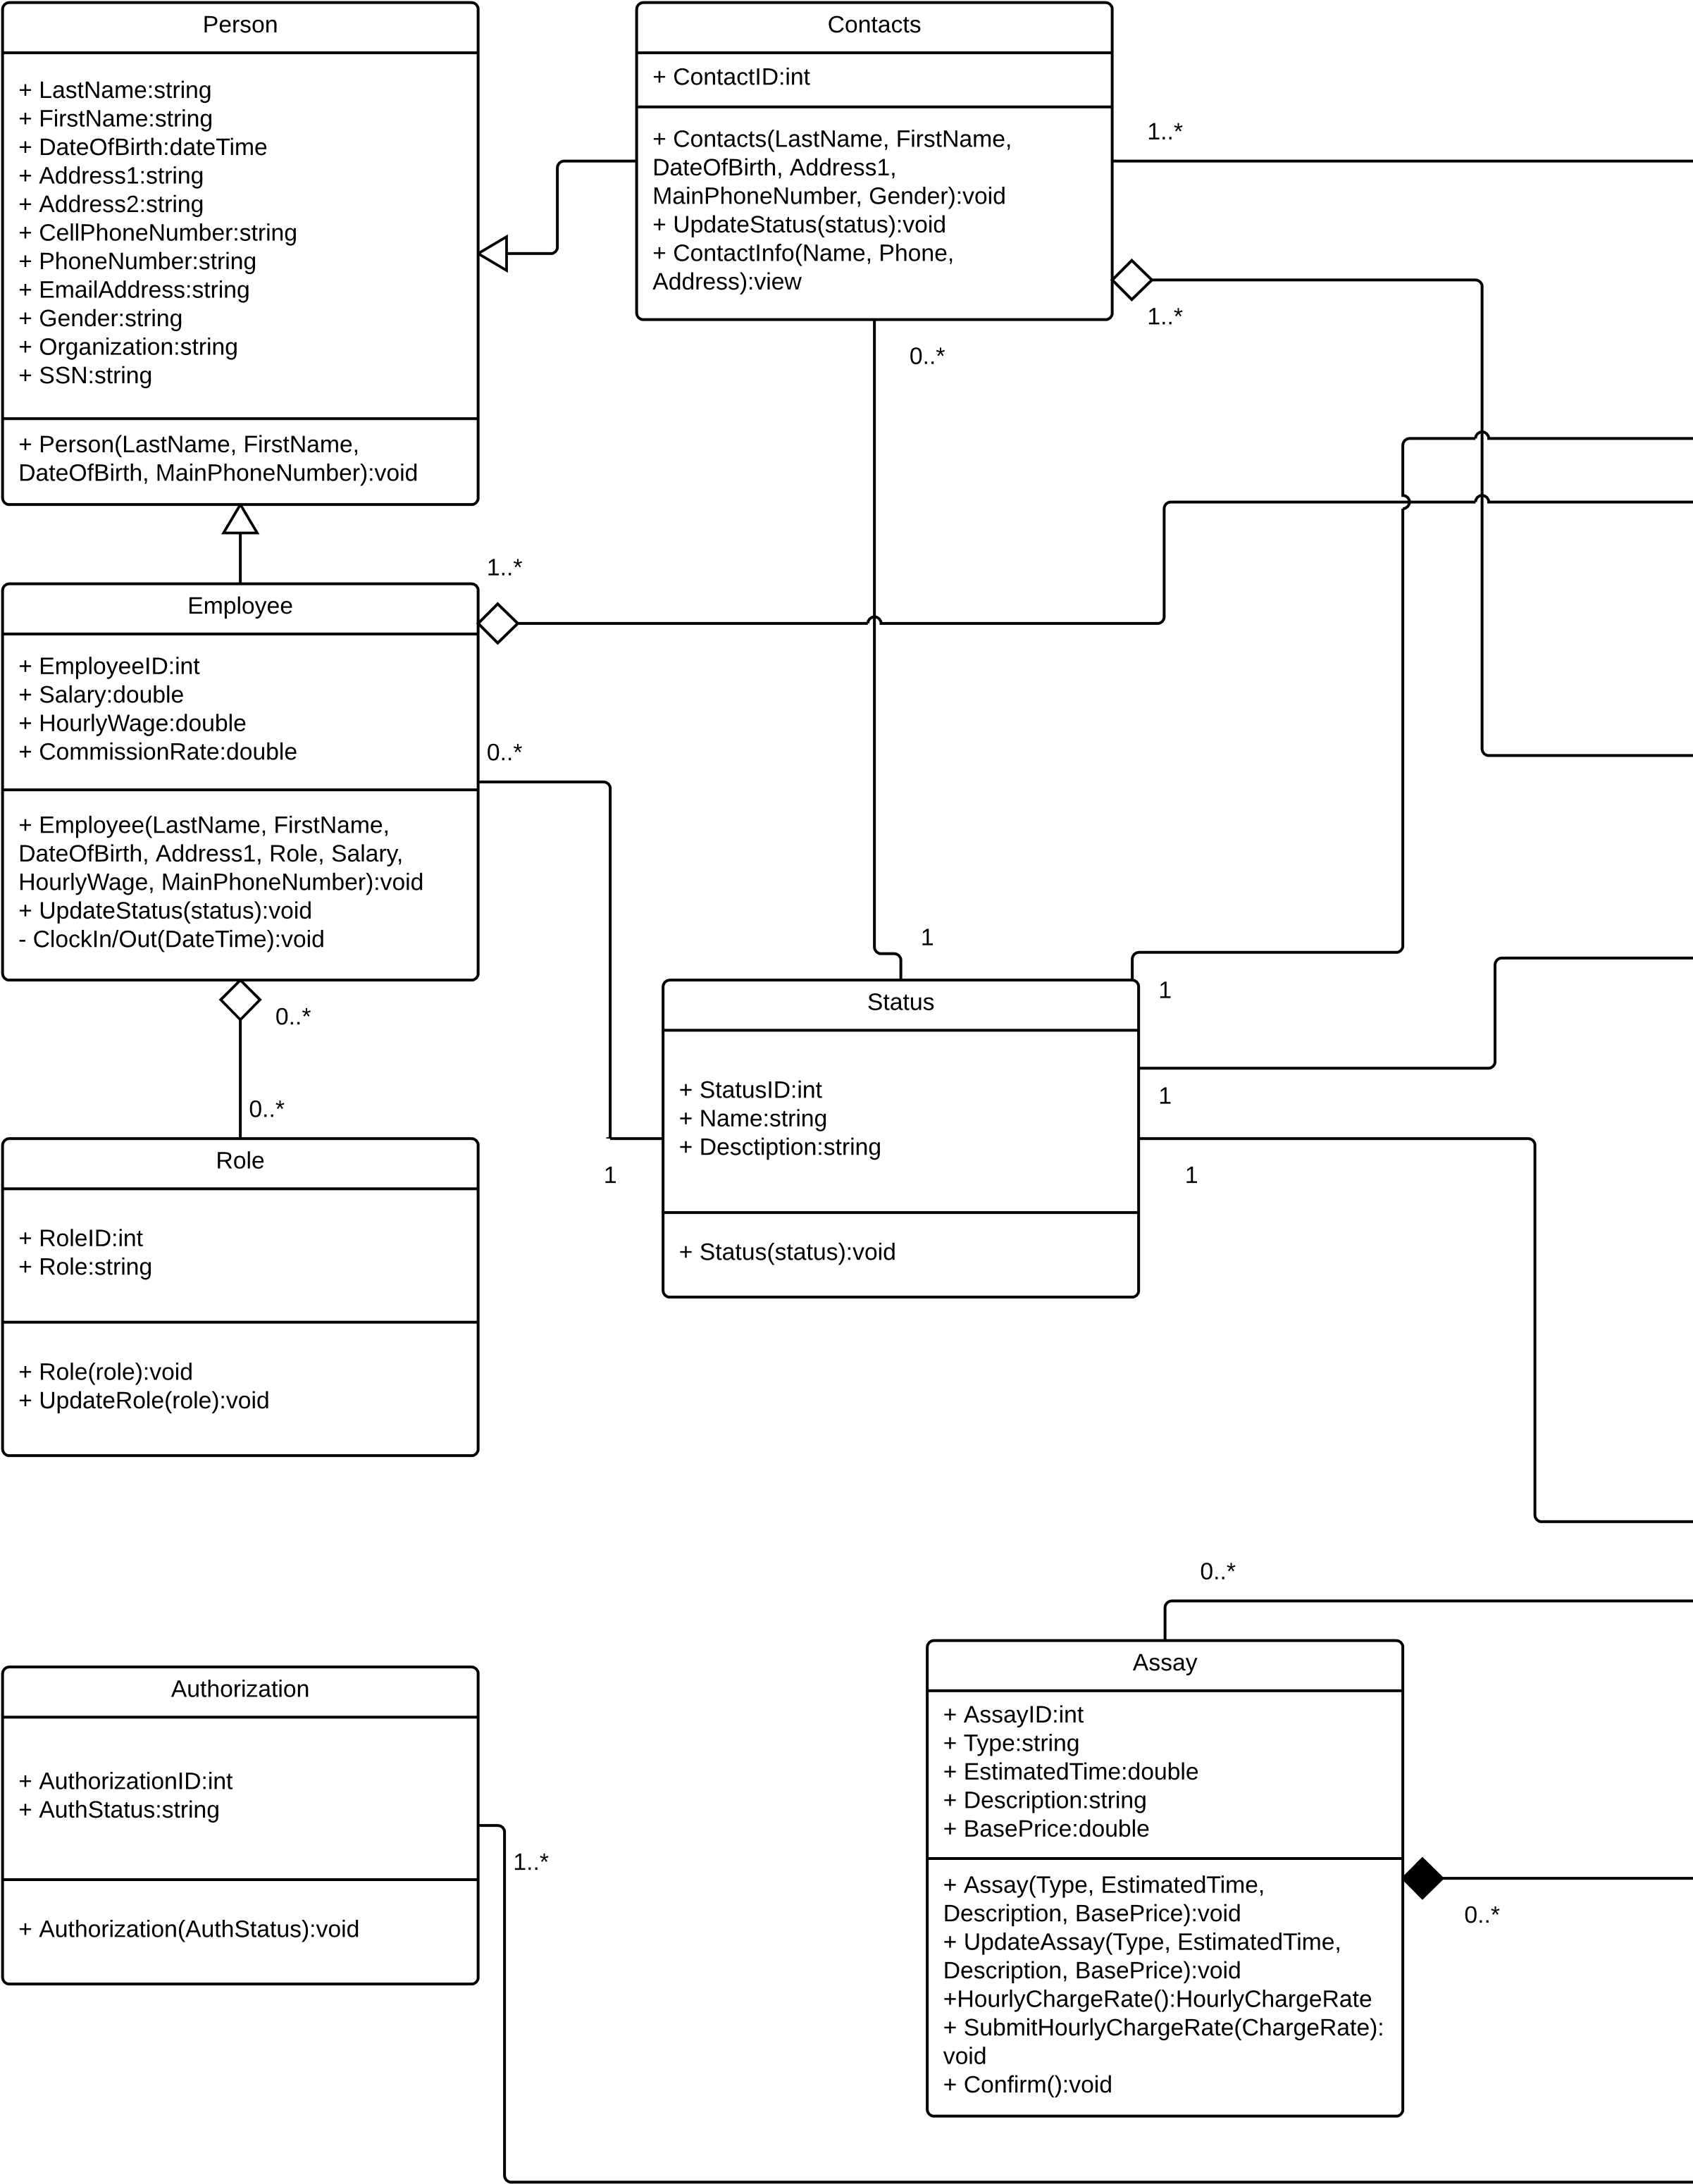 Person
+ LastName:string
+ FirstName:string
+ DateOfBirth:dateTime
+ Address1:string
+ Address2:string
+ CellPhoneNumber:string
+ PhoneNumber:string
+ EmailAddress:string
+ Gender:string
+ Organization:string
+ SSN:string
+ Person(LastName, FirstName,
DateOfBirth, MainPhoneNumber):void
Contacts
+ ContactID:int
+ Contacts(LastName, FirstName,
DateOfBirth, Address1,
MainPhoneNumber, Gender):void
+ UpdateStatus(status):void
+ ContactInfo(Name, Phone,
Address):view
1..*
1..*
0..*
1..*
Employee
+ EmployeeID:int
+ Salary:double
+ HourlyWage:double
+ CommissionRate:double
0..*
+ Employee(LastName, FirstName,
DateOfBirth, Address1, Role, Salary,
HourlyWage, MainPhoneNumber):void
+ UpdateStatus(status):void
- ClockIn/Out(DateTime):void
0..*
0..*
Role
+ RoleID:int
+ Role:string
+ Role(role):void
+ UpdateRole(role):void
1
1
Status
+ StatusID:int
+ Name:string
+ Desctiption:string
+ Status(status):void
1
1
1
Authorization
+ AuthorizationID:int
+ AuthStatus:string
+ Authorization(AuthStatus):void
1..*
0..*
Assay
+ AssayID:int
+ Type:string
+ EstimatedTime:double
+ Description:string
+ BasePrice:double
+ Assay(Type, EstimatedTime,
Description, BasePrice):void
+ UpdateAssay(Type, EstimatedTime,
Description, BasePrice):void
+HourlyChargeRate():HourlyChargeRate
+ SubmitHourlyChargeRate(ChargeRate):
void
+ Confirm():void
0..*